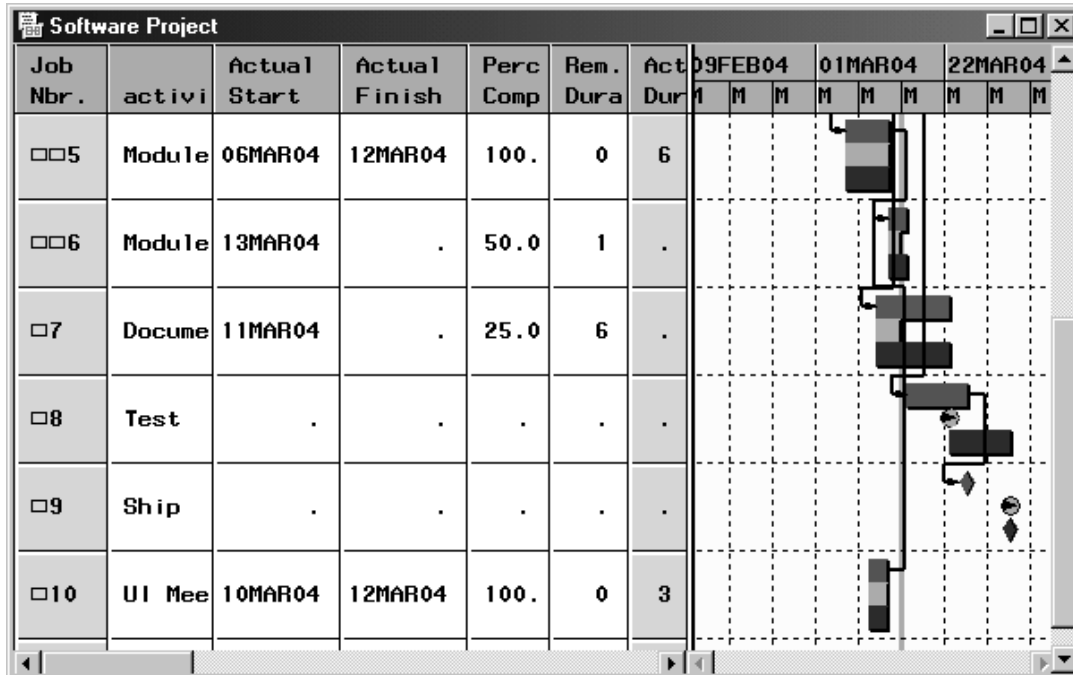 Software Project
Job Nbr. activi Actual Start Actual Finish Perc Comp Rem. Dura Act Dur 09FEB04 01MAR04 22MAR04
M M M M M M M M M
5 Module 06MAR04 12MAR04 100. 0 6
6 Module 13MAR04 . 50.0 1 .
7 Docume 11MAR04 . 25.0 6 .
8 Test . . . . .
9 Ship . . . . .
10 UI Mee 10MAR04 12MAR04 100. 0 3